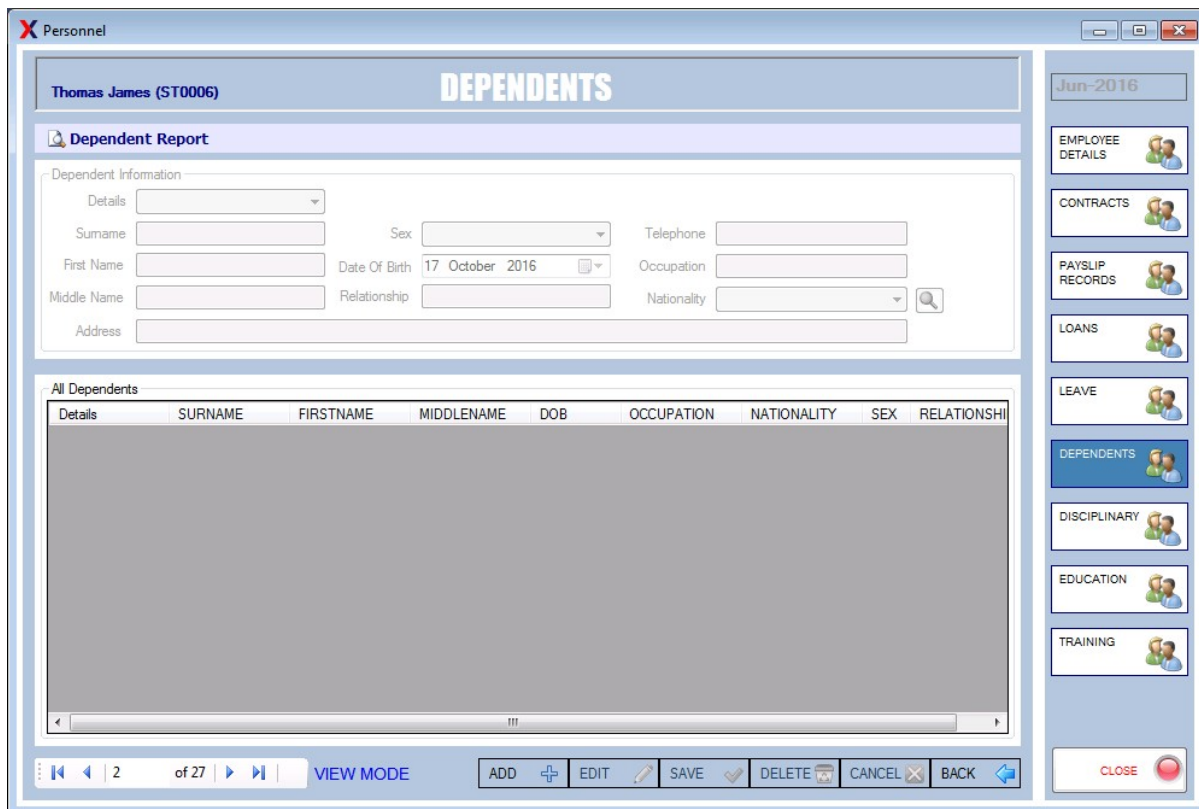 Personnel
Thomas James (ST0006)
DEPENDENTS
Dependent Report
Dependent Information
Details
Surname
Sex
Telephone
First Name
Date Of Birth 17 October 2016
Occupation
Middle Name
Relationship
Nationality
Address
All Dependents
Details SURNAME FIRSTNAME MIDDLENAME DOB OCCUPATION NATIONALITY SEX RELATIONSHI
2 of 27 VIEW MODE ADD EDIT SAVE DELETE CANCEL BACK
Jun-2016
EMPLOYEE
DETAILS
CONTRACTS
PAYSLIP
RECORDS
LOANS
LEAVE
DEPENDENTS
DISCIPLINARY
EDUCATION
TRAINING
CLOSE